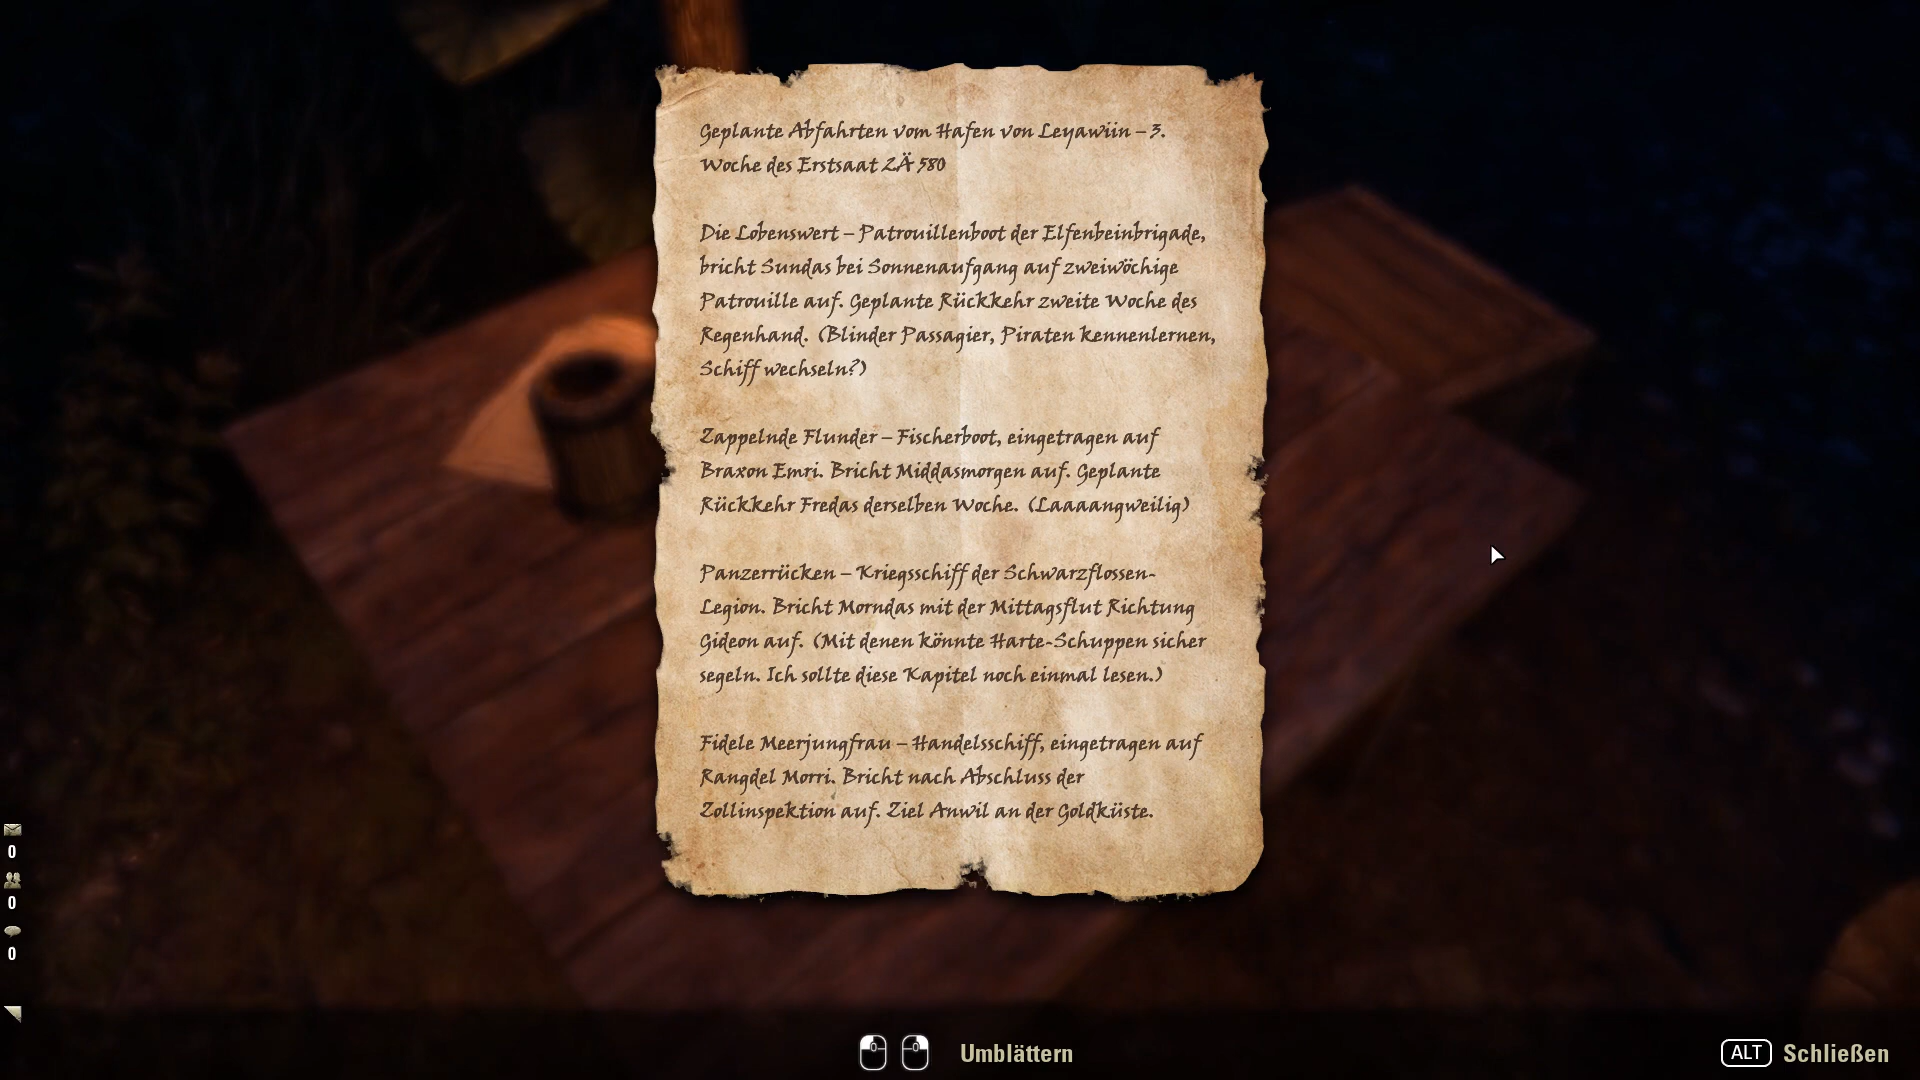 Geplante Abfahrten vom Hafen von Leyawiin – 3.
Woche des Erstsaat 2Ä 580
Die Lobenswert – Patrouillenboot der Elfenbeinbrigade,
bricht Sundas bei Sonnenaufgang auf zweiwöchige
Patrouille auf. Geplante Rückkehr zweite Woche des
Regenhand. (Blinder Passagier, Piraten kennenlernen,
Schiff wechseln?)
Zappelnde Flunder – Fischerboot, eingetragen auf
Braxon Emri. Bricht Middasmorgen auf. Geplante
Rückkehr Fredas derselben Woche. (Laaaangweilig)
Panzerrücken – Kriegsschiff der Schwarzflossen-
Legion. Bricht Morndas mit der Mittagsflut Richtung
Gideon auf. (Mit denen könnte Harte-Schuppen sicher
segeln. Ich sollte diese Kapitel noch einmal lesen.)
Fidele Meerjungfrau – Handelsschiff, eingetragen auf
Rangdel Morri. Bricht nach Abschluss der
Zollinspektion auf. Ziel Anwil an der Goldküste.
0
0
0
Umblättern
ALT Schließen